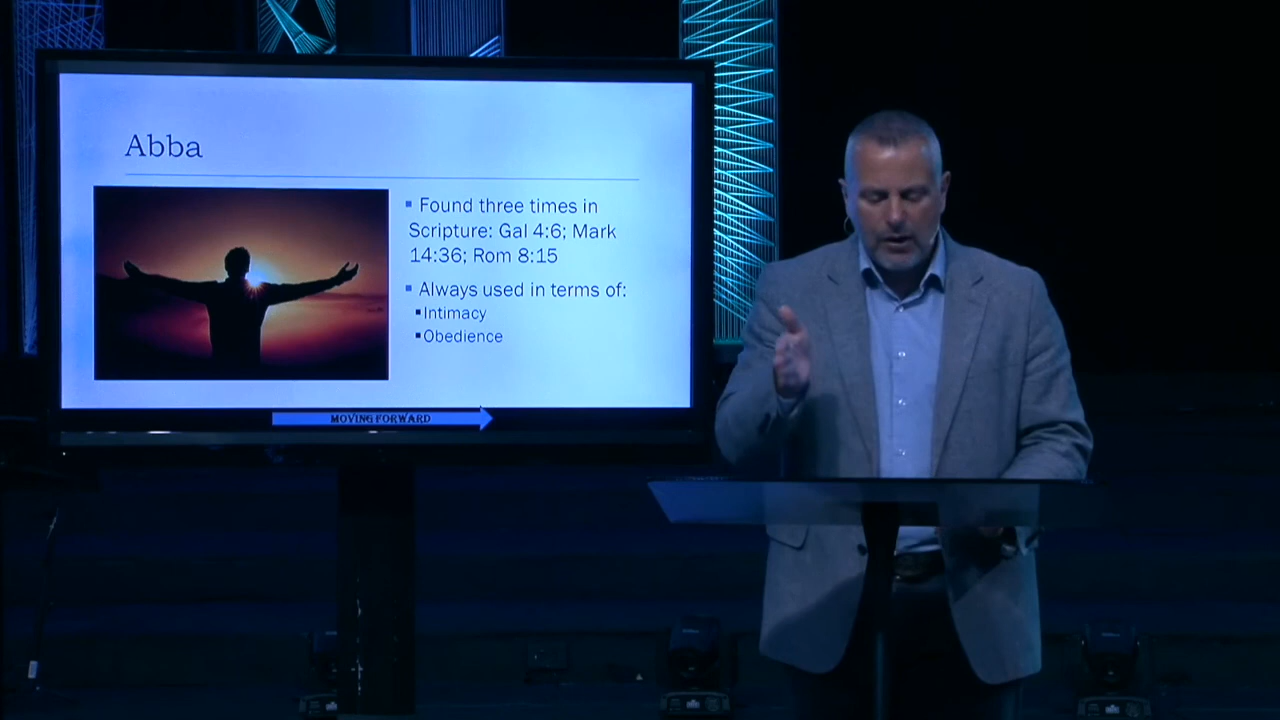 Abba
▪ Found three times in
Scripture: Gal 4:6; Mark
14:36; Rom 8:15
▪ Always used in terms of:
▪Intimacy
▪Obedience
MOVING FORWARD